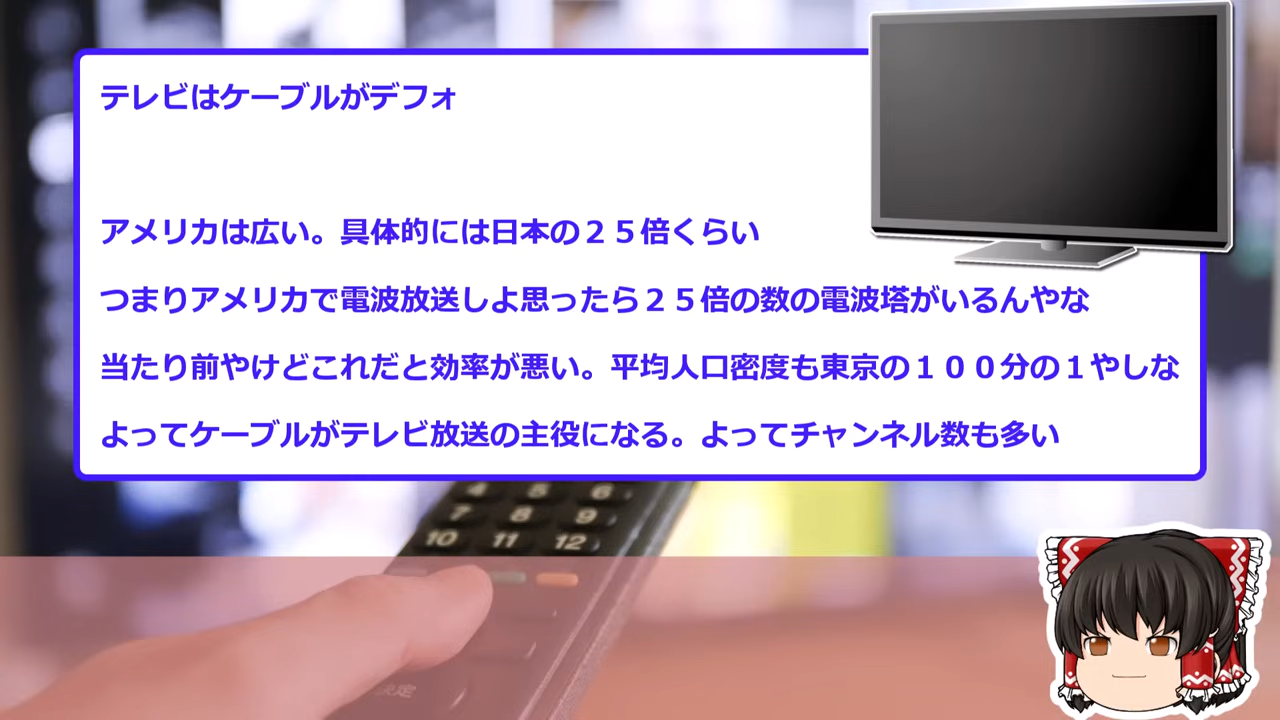 テレビはケーブルがデフォ
アメリカは広い。具体的には日本の２５倍くらい
つまりアメリカで電波放送しよ思ったら２５倍の数の電波塔がいるんやな
当たり前やけどこれだと効率が悪い。平均人口密度も東京の１００分の１やしな
よってケーブルがテレビ放送の主役になる。よってチャンネル数も多い
4 5 6
7 8 9
10 11 12
決定